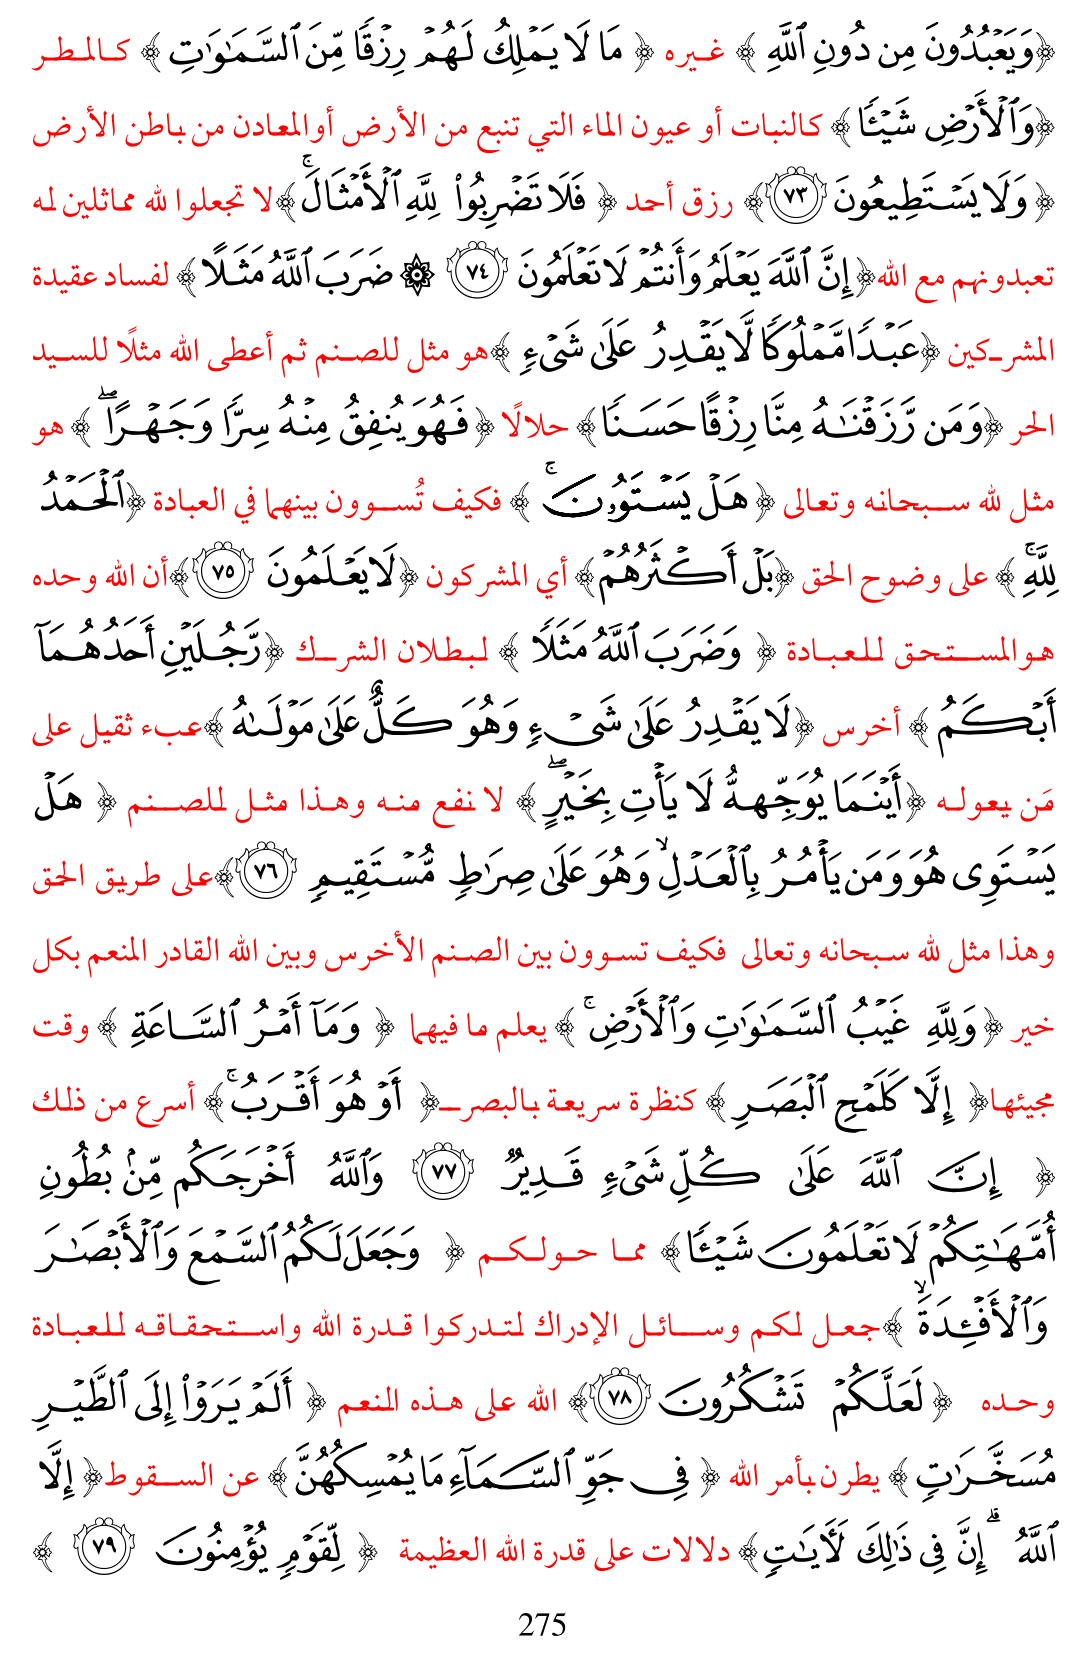 ﴿وَيَعْبُدُونَ مِن دُونِ ٱللَّهِ ﴾ غـيره ﴿ مَا لَا يَمْلِكُ لَهُمْ رِزْقًا مِّنَ ٱلسَّمَٰوَٰتِ ﴾ كـالمـطـر
﴿وَٱلْأَرْضِ شَيْـًٔا ﴾ كالنبات أو عيون الماء التي تنبع من الأرض أوالمعادن من باطن الأرض
﴿ وَلَا يَسْتَطِيعُونَ ٧٣﴾ رزق أحمد ﴿ فَلَا تَضْرِبُوا۟ لِلَّهِ ٱلْأَمْثَالَ ۚ﴾لا تجعلوا لله مماثلين له
تعبدونهم مع الله﴿إِنَّ ٱللَّهَ يَعْلَمُ وَأَنتُمْ لَا تَعْلَمُونَ ٧٤ ۞ ضَرَبَ ٱللَّهُ مَثَلًا ﴾ لفساد عقيدة
المشركين ﴿عَبْدًا مَّمْلُوكًا لَّا يَقْدِرُ عَلَىٰ شَىْءٍ ﴾هو مثل للصنم ثم أعطى الله مثلًا للسيد
الحر ﴿وَمَن رَّزَقْنَٰهُ مِنَّا رِزْقًا حَسَنًا﴾ حلالًا ﴿ فَهُوَ يُنفِقُ مِنْهُ سِرًّا وَجَهْرًا ۖ﴾ هو
مثل لله سبحانه وتعالى ﴿ هَلْ يَسْتَوُۥنَ ۚ ﴾ فكيف تُسوون بينهما في العبادة ﴿ٱلْحَمْدُ
لِلَّهِ ۚ﴾ على وضوح الحق ﴿بَلْ أَكْثَرُهُمْ﴾ أي المشركون ﴿لَا يَعْلَمُونَ ٧٥﴾أن الله وحده
هوالمستحق للعبادة ﴿ وَضَرَبَ ٱللَّهُ مَثَلًا ﴾ لبطلان الشرك ﴿رَّجُلَيْنِ أَحَدُهُمَآ
أَبْكَمُ ﴾ أخرس ﴿لَا يَقْدِرُ عَلَىٰ شَىْءٍ وَهُوَ كَلٌّ عَلَىٰ مَوْلَىٰهُ ﴾عبء ثقيل على
مَن يعوله ﴿أَيْنَمَا يُوَجِّههُّ لَا يَأْتِ بِخَيْرٍ ۖ﴾ لا نفع منه وهذا مثل للصنم ﴿ هَلْ
يَسْتَوِى هُوَ وَمَن يَأْمُرُ بِٱلْعَدْلِ ۙ وَهُوَ عَلَىٰ صِرَٰطٍ مُّسْتَقِيمٍ ٧٦﴾على طريق الحق
وهذا مثل لله سبحانه وتعالى فكيف تسوون بين الصنم الأخرس وبين الله القادر المنعم بكل
خير ﴿وَلِلَّهِ غَيْبُ ٱلسَّمَٰوَٰتِ وَٱلْأَرْضِ ۚ ﴾ يعلم ما فيهما ﴿ وَمَآ أَمْرُ ٱلسَّاعَةِ ﴾ وقت
مجيئها﴿ إِلَّا كَلَمْحِ ٱلْبَصَرِ ﴾ كنظرة سريعة بالبصر﴿ أَوْ هُوَ أَقْرَبُ ۚ﴾ أسرع من ذلك
﴿ إِنَّ ٱللَّهَ عَلَىٰ كُلِّ شَىْءٍ قَدِيرٌ ٧٧ وَٱللَّهُ أَخْرَجَكُم مِّنۢ بُطُونِ
أُمَّهَٰتِكُمْ لَا تَعْلَمُونَ شَيْـًٔا﴾ مما حولكم ﴿ وَجَعَلَ لَكُمُ ٱلسَّمْعَ وَٱلْأَبْصَٰرَ
وَٱلْأَفْـِٔدَةَ ۙ ﴾جعل لكم وسائل الإدراك لتدركوا قدرة الله واستحقاقه للعبادة
وحده ﴿ لَعَلَّكُمْ تَشْكُرُونَ ٧٨﴾ الله على هذه النعم ﴿ أَلَمْ يَرَوْا۟ إِلَى ٱلطَّيْرِ
مُسَخَّرَٰتٍ ﴾ يطرن بأمر الله ﴿ فِى جَوِّ ٱلسَّمَآءِ مَا يُمْسِكُهُنَّ ﴾ عن السقوط﴿ إِلَّا
ٱللَّهُ ۗ إِنَّ فِى ذَٰلِكَ لَـَٔايَٰتٍ ﴾ دلالات على قدرة الله العظيمة ﴿ لِّقَوْمٍ يُؤْمِنُونَ ٧٩ ﴾
275